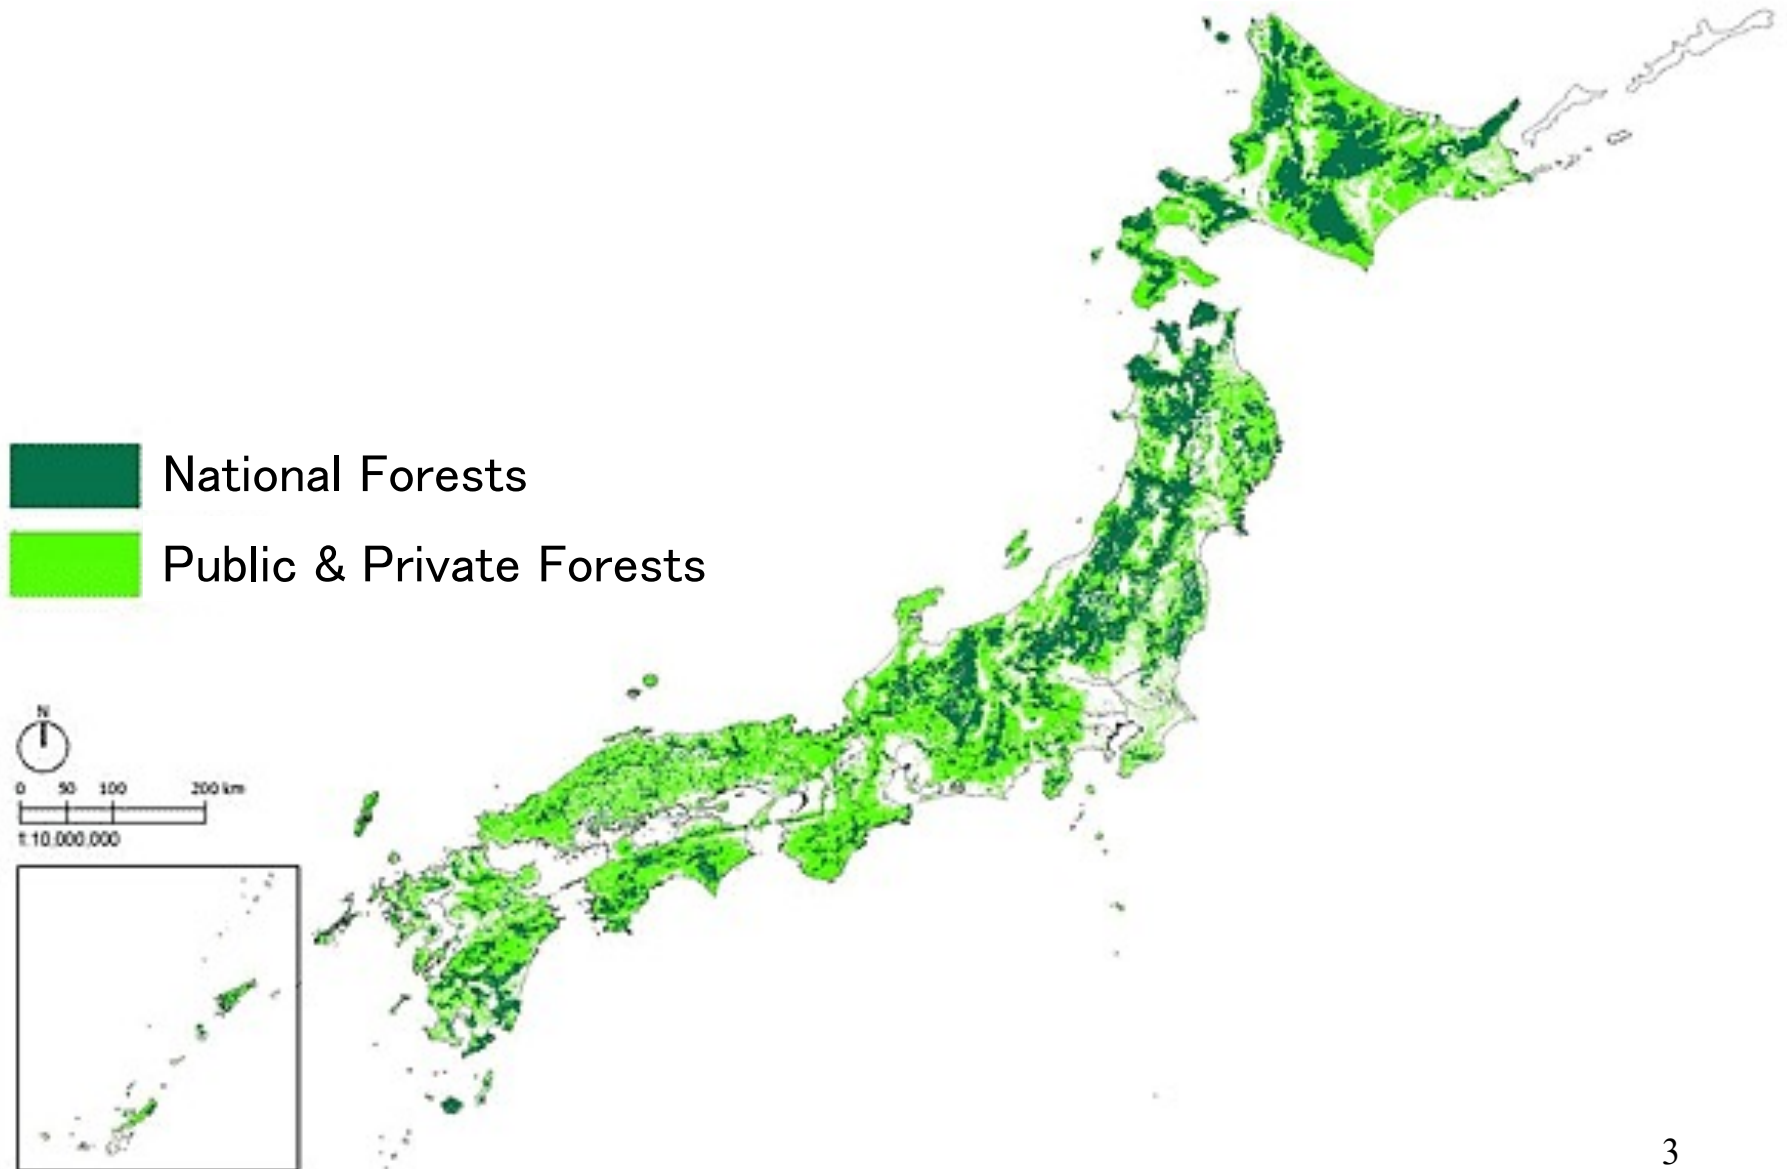 National Forests
Public & Private Forests
N
0 50 100 200 km
1:10,000,000
3